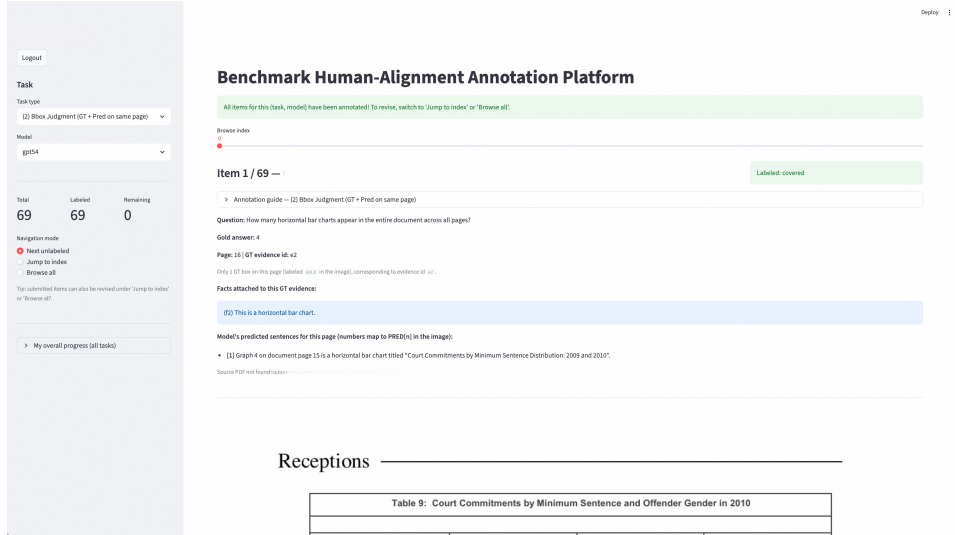 Deploy
Logout
Benchmark Human-Alignment Annotation Platform
Task
Task type
(2) Bbox Judgment (GT + Pred on same page)
Model
gpt54
Total
Labeled
Remaining
69
69
0
Navigation mode
Next unlabeled
Jump to index
Browse all
Tip: submitted items can also be revised under 'Jump to index'
or 'Browse all'.
My overall progress (all tasks)
All items for this (task, model) have been annotated! To revise, switch to 'Jump to index' or 'Browse all'.
Browse index
0
Item 1 / 69 —
Labeled: covered
Annotation guide — (2) Bbox Judgment (GT + Pred on same page)
Question: How many horizontal bar charts appear in the entire document across all pages?
Gold answer: 4
Page: 16 | GT evidence id: e2
Only 1 GT box on this page (labeled GOLD in the image), corresponding to evidence id e2.
Facts attached to this GT evidence:
(f2) This is a horizontal bar chart.
Model's predicted sentences for this page (numbers map to PRED[n] in the image):
[1] Graph 4 on document page 15 is a horizontal bar chart titled "Court Commitments by Minimum Sentence Distribution: 2009 and 2010".
Source PDF not found
Receptions
Table 9: Court Commitments by Minimum Sentence and Offender Gender in 2010